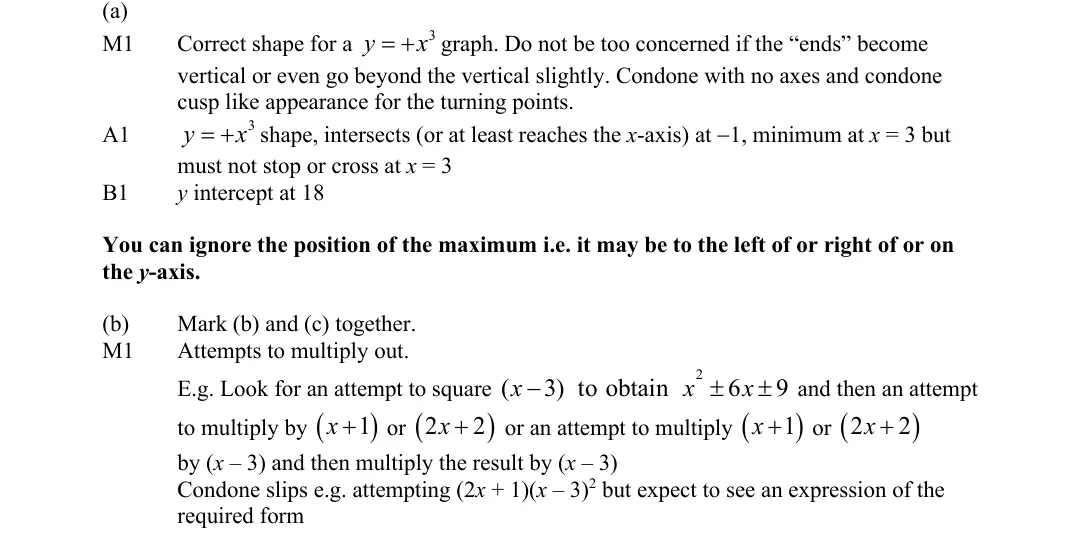 (a)
M1 Correct shape for a y = +x³ graph. Do not be too concerned if the “ends” become
vertical or even go beyond the vertical slightly. Condone with no axes and condone
cusp like appearance for the turning points.
A1 y = +x³ shape, intersects (or at least reaches the x-axis) at −1, minimum at x = 3 but
must not stop or cross at x = 3
B1 y intercept at 18
You can ignore the position of the maximum i.e. it may be to the left of or right of or on
the y-axis.
(b) Mark (b) and (c) together.
M1 Attempts to multiply out.
E.g. Look for an attempt to square (x − 3) to obtain x² ± 6x ± 9 and then an attempt
to multiply by (x + 1) or (2x + 2) or an attempt to multiply (x + 1) or (2x + 2)
by (x – 3) and then multiply the result by (x – 3)
Condone slips e.g. attempting (2x + 1)(x – 3)² but expect to see an expression of the
required form